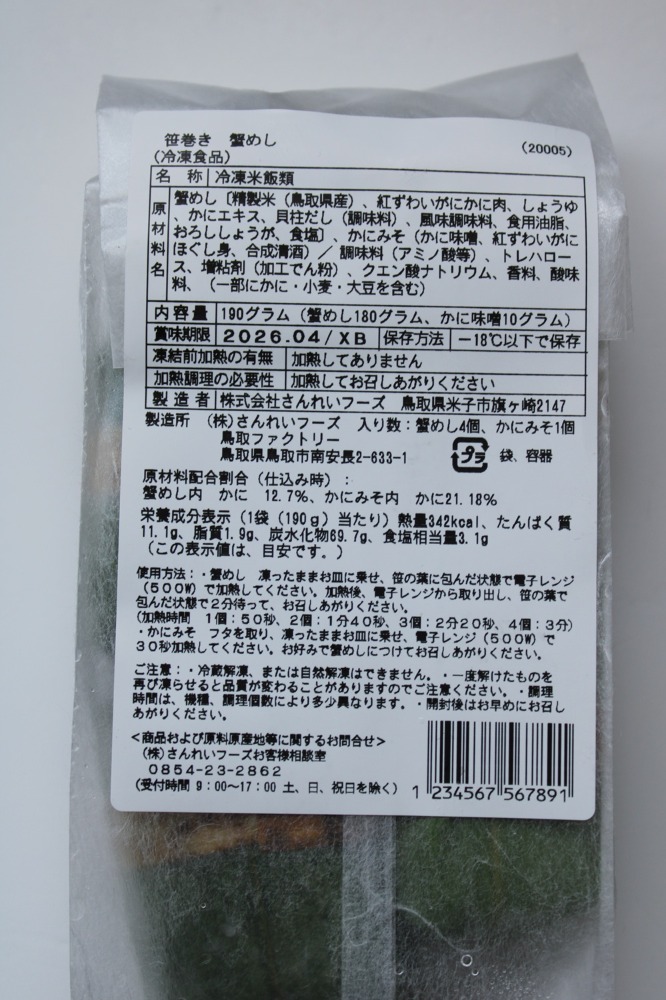 笹巻き 蟹めし (20005)
(冷凍食品)
名 称 冷凍米飯類
原材料名 蟹めし〔精製米(鳥取県産)、紅ずわいがにかに肉、しょうゆ
、かにエキス、貝柱だし(調味料)、風味調味料、食用油脂、
おろししょうが、食塩〕、かにみそ(かに味噌、紅ずわいがに
ほぐし身、合成清酒)/調味料(アミノ酸等)、トレハロー
ス、増粘剤(加工でん粉)、クエン酸ナトリウム、香料、酸味
料、(一部にかに・小麦・大豆を含む)
内容量 190グラム(蟹めし180グラム、かに味噌10グラム)
賞味期限 2026.04/XB 保存方法 -18℃以下で保存
凍結前加熱の有無 加熱してありません
加熱調理の必要性 加熱してお召しあがりください
製造者 株式会社さんれいフーズ 鳥取県米子市旗ヶ崎2147
製造所 (株)さんれいフーズ 入り数:蟹めし4個、かにみそ1個
鳥取ファクトリー
鳥取県鳥取市南安長2-633-1 プラ 袋、容器
原材料配合割合(仕込み時):
蟹めし内 かに 12.7%、かにみそ内 かに21.18%
栄養成分表示(1袋(190g)当たり)熱量342kcal、たんぱく質
11.1g、脂質1.9g、炭水化物69.7g、食塩相当量3.1g
(この表示値は、目安です。)
使用方法:・蟹めし 凍ったままお皿に乗せ、笹の葉に包んだ状態で電子レンジ
(500W)で加熱してください。加熱後、電子レンジから取り出し、笹の葉で
包んだ状態で2分待って、お召しあがりください。
(加熱時間 1個:50秒、2個:1分40秒、3個:2分20秒、4個:3分)
・かにみそ フタを取り、凍ったままお皿に乗せ、電子レンジ(500W)で
30秒加熱してください。お好みで蟹めしにつけてお召しあがりください。
ご注意:・冷蔵解凍、または自然解凍はできません。・一度解けたものを
再び凍らせると品質が変わることがありますのでご注意ください。・調理
時間は、機種、調理個数により多少異なります。・開封後はお早めにお召し
あがりください。
<商品および原料原産地等に関するお問合せ>
(株)さんれいフーズお客様相談室
0854-23-2862
(受付時間 9:00~17:00 土、日、祝日を除く)
1 234567 567891